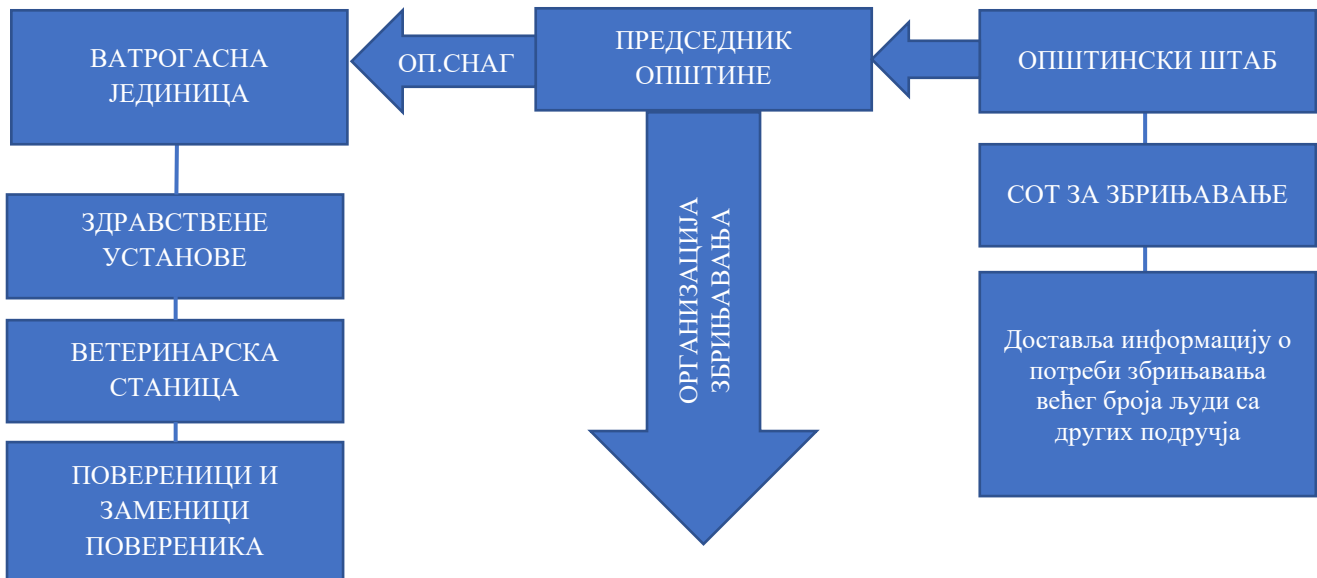 ВАТРОГАСНА
ЈЕДИНИЦА
ОП.СНАГ
ПРЕДСЕДНИК
ОПШТИНЕ
ОПШТИНСКИ ШТАБ
ЗДРАВСТВЕНЕ
УСТАНОВЕ
ВЕТЕРИНАРСКА
СТАНИЦА
ПОВЕРЕНИЦИ И
ЗАМЕНИЦИ
ПОВЕРЕНИКА
ОРГАНИЗАЦИЈА
ЗБРИЊАВАЊА
СОТ ЗА ЗБРИЊАВАЊЕ
Доставља информацију о
потреби збрињавања
већег броја људи са
других подручја